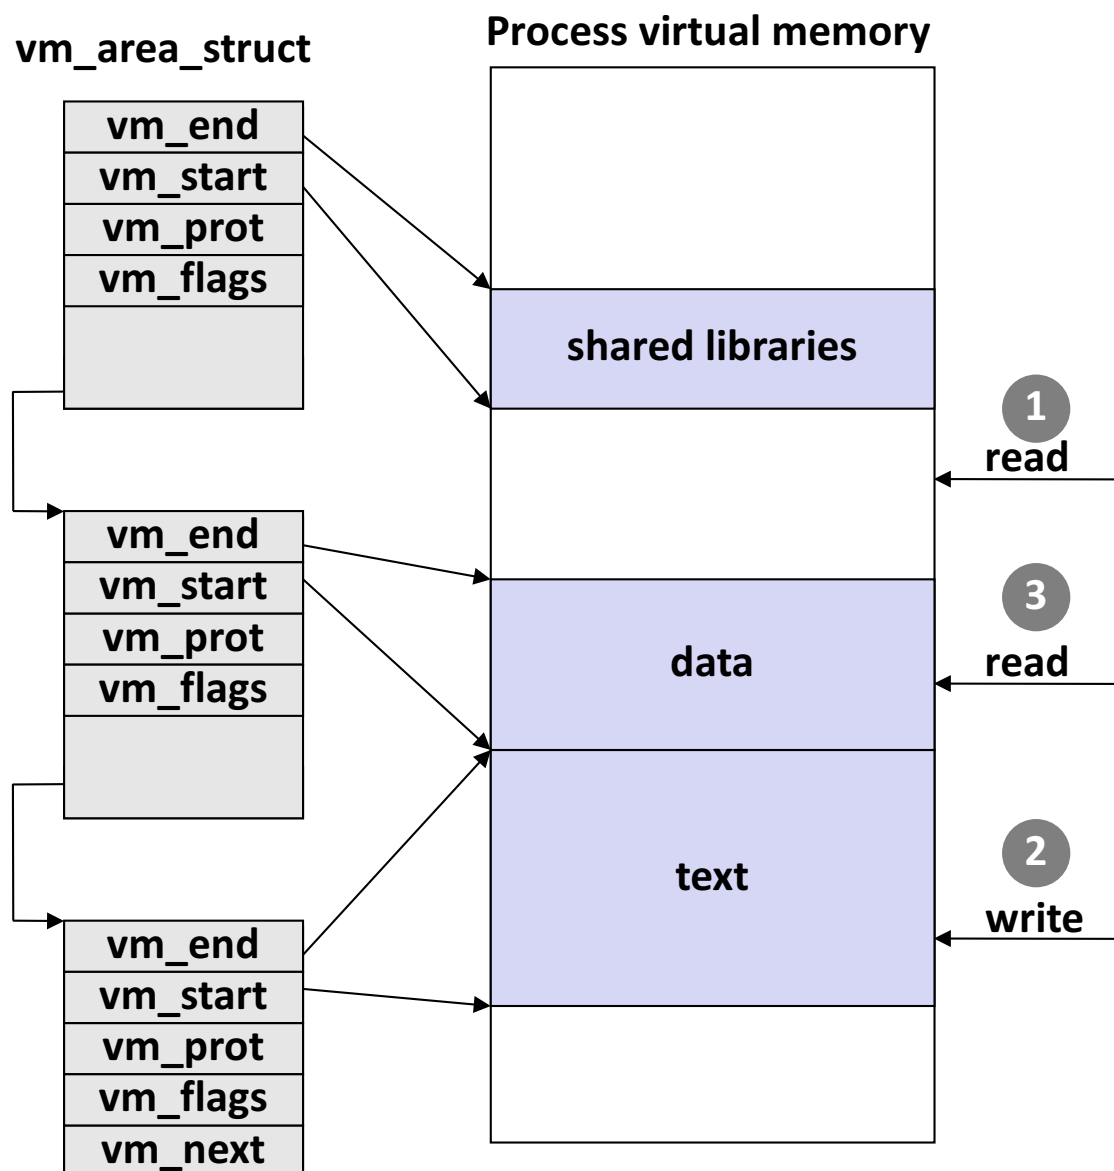 vm_area_struct
Process virtual memory
vm_end
vm_start
vm_prot
vm_flags
shared libraries
1
read
vm_end
vm_start
vm_prot
vm_flags
data
3
read
text
2
write
vm_end
vm_start
vm_prot
vm_flags
vm_next